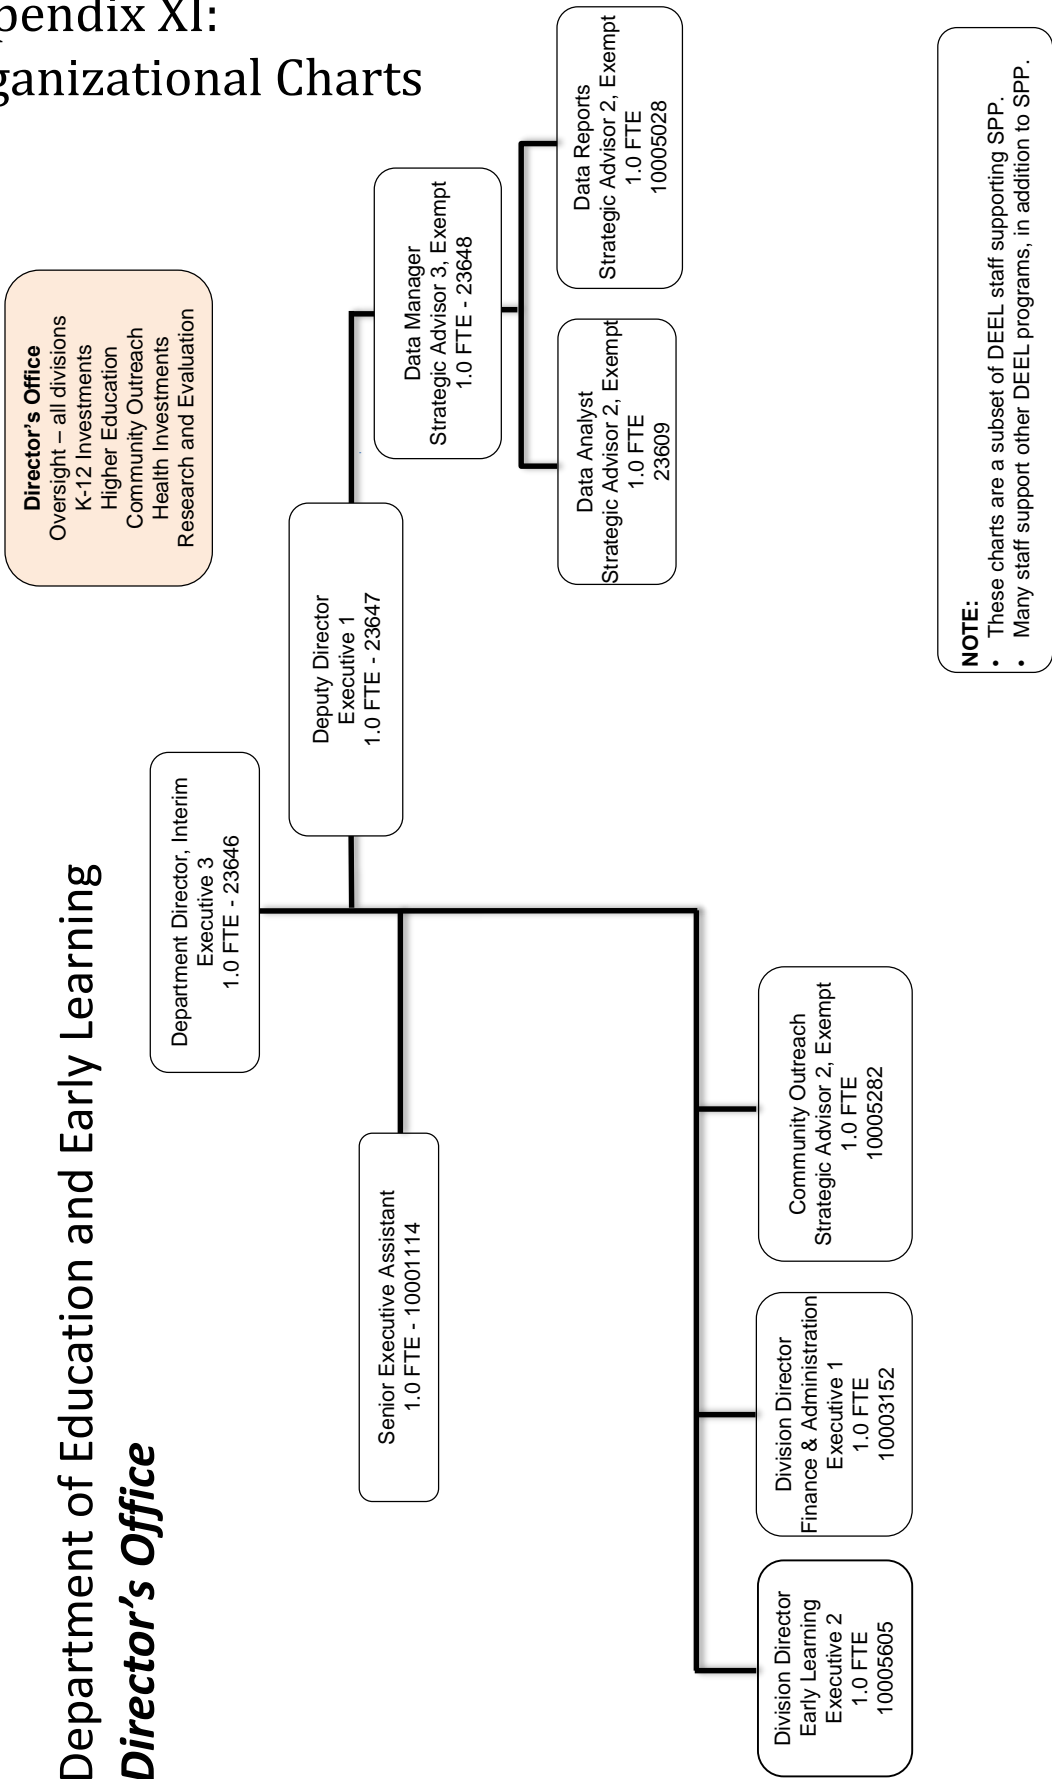 pendix XI:
ganizational Charts
Department of Education and Early Learning
Director’s Office
Director’s Office
Oversight – all divisions
K-12 Investments
Higher Education
Community Outreach
Health Investments
Research and Evaluation
Department Director, Interim
Executive 3
1.0 FTE - 23646
Deputy Director
Executive 1
1.0 FTE - 23647
Data Manager
Strategic Advisor 3, Exempt
1.0 FTE - 23648
Senior Executive Assistant
1.0 FTE - 10001114
Data Analyst
Strategic Advisor 2, Exempt
1.0 FTE
23609
Data Reports
Strategic Advisor 2, Exempt
1.0 FTE
10005028
Division Director
Early Learning
Executive 2
1.0 FTE
10005605
Division Director
Finance & Administration
Executive 1
1.0 FTE
10003152
Community Outreach
Strategic Advisor 2, Exempt
1.0 FTE
10005282
NOTE:
• These charts are a subset of DEEL staff supporting SPP.
• Many staff support other DEEL programs, in addition to SPP.